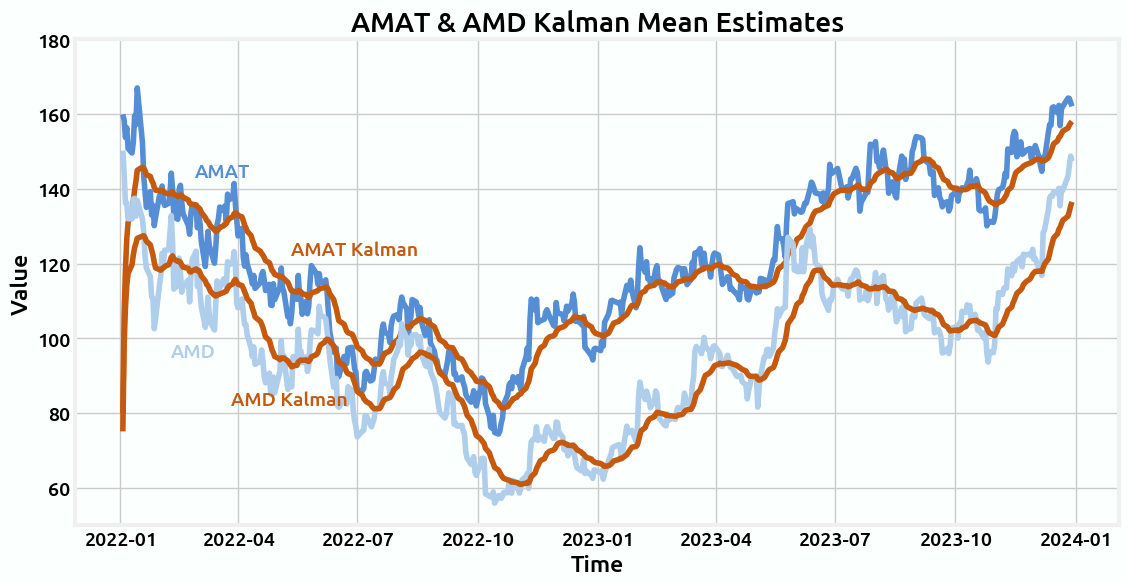 AMAT & AMD Kalman Mean Estimates
180
160
140
120
100
80
60
Value
AMAT
AMAT Kalman
AMD
AMD Kalman
2022-01 2022-04 2022-07 2022-10 2023-01 2023-04 2023-07 2023-10 2024-01
Time